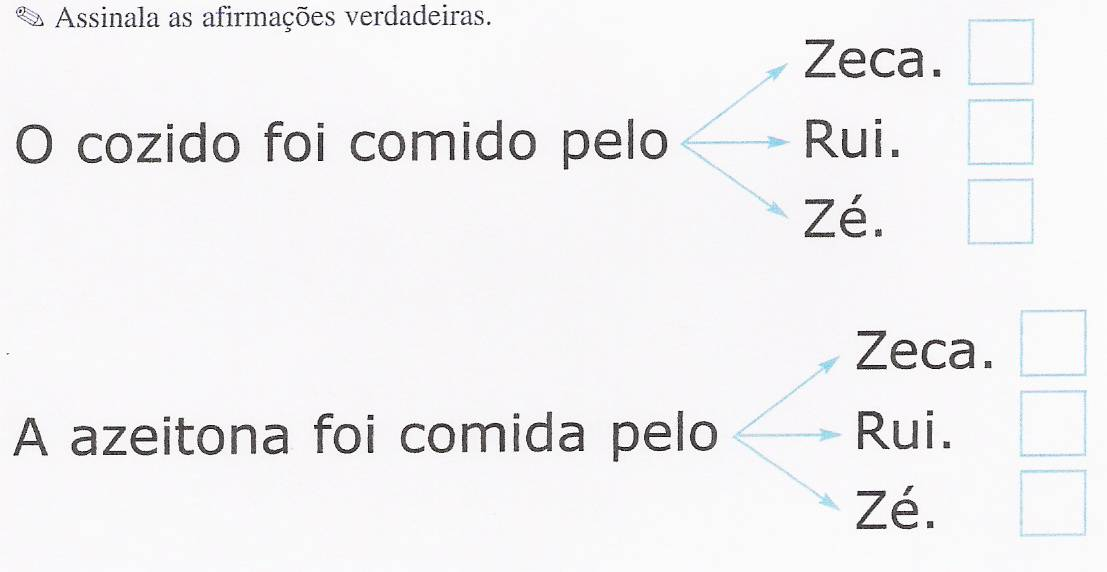 Assinala as afirmações verdadeiras.
Zeca.
O cozido foi comido pelo Rui.
Zé.
Zeca.
A azeitona foi comida pelo Rui.
Zé.